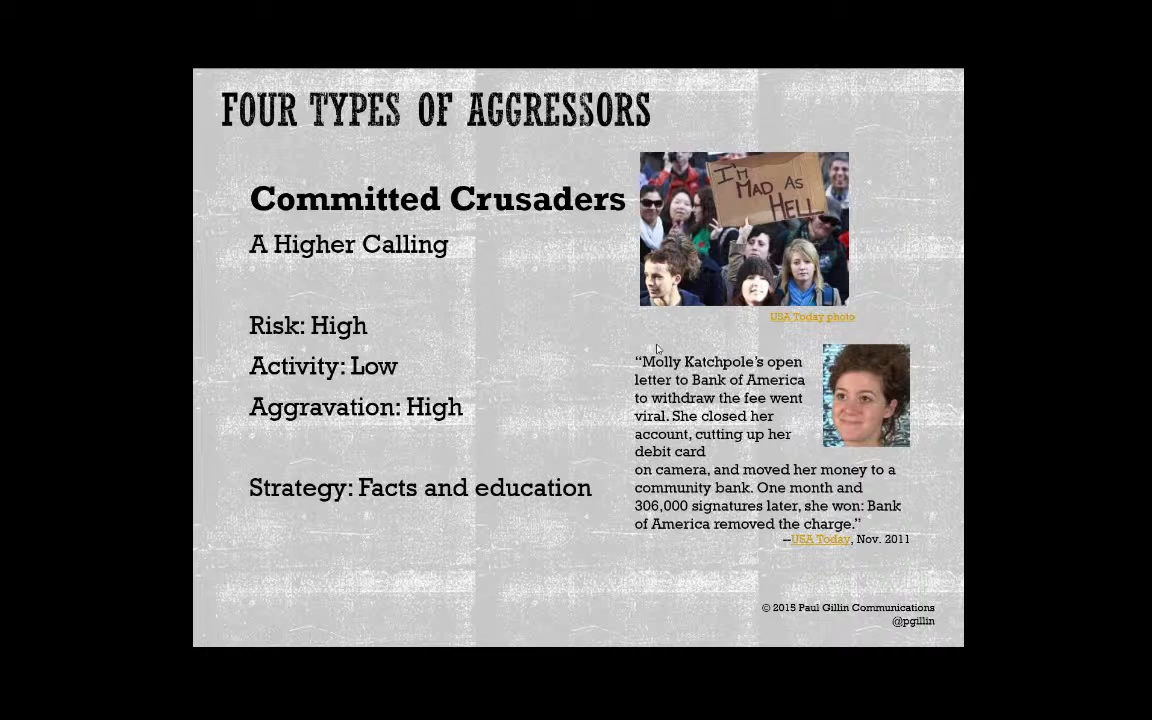 FOUR TYPES OF AGGRESSORS
Committed Crusaders
A Higher Calling
Risk: High
Activity: Low
Aggravation: High
Strategy: Facts and education
I'M
MAD AS
HELL
USA Today photo
“Molly Katchpole’s open
letter to Bank of America
to withdraw the fee went
viral. She closed her
account, cutting up her
debit card
on camera, and moved her money to a
community bank. One month and
306,000 signatures later, she won: Bank
of America removed the charge.”
--USA Today, Nov. 2011
© 2015 Paul Gillin Communications
@pgillin